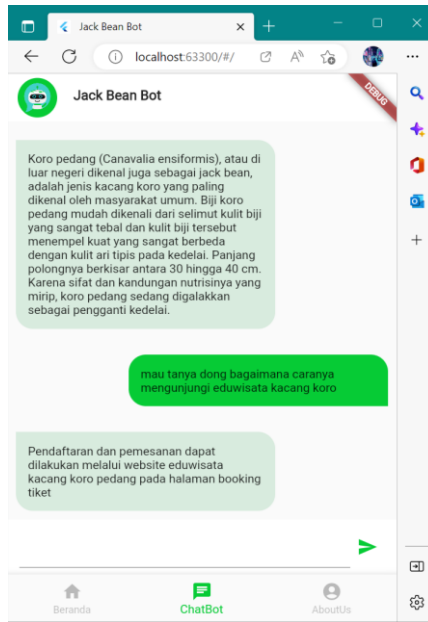 Jack Bean Bot
localhost:63300/#/
Jack Bean Bot
DEBUG
Koro pedang (Canavalia ensiformis), atau di
luar negeri dikenal juga sebagai jack bean,
adalah jenis kacang koro yang paling
dikenal oleh masyarakat umum. Biji koro
pedang mudah dikenali dari selimut kulit biji
yang sangat tebal dan kulit biji tersebut
menempel kuat yang sangat berbeda
dengan kulit ari tipis pada kedelai. Panjang
polongnya berkisar antara 30 hingga 40 cm.
Karena sifat dan kandungan nutrisinya yang
mirip, koro pedang sedang digalakkan
sebagai pengganti kedelai.
mau tanya dong bagaimana caranya
mengunjungi eduwisata kacang koro
Pendaftaran dan pemesanan dapat
dilakukan melalui website eduwisata
kacang koro pedang pada halaman booking
tiket
Beranda
ChatBot
AboutUs